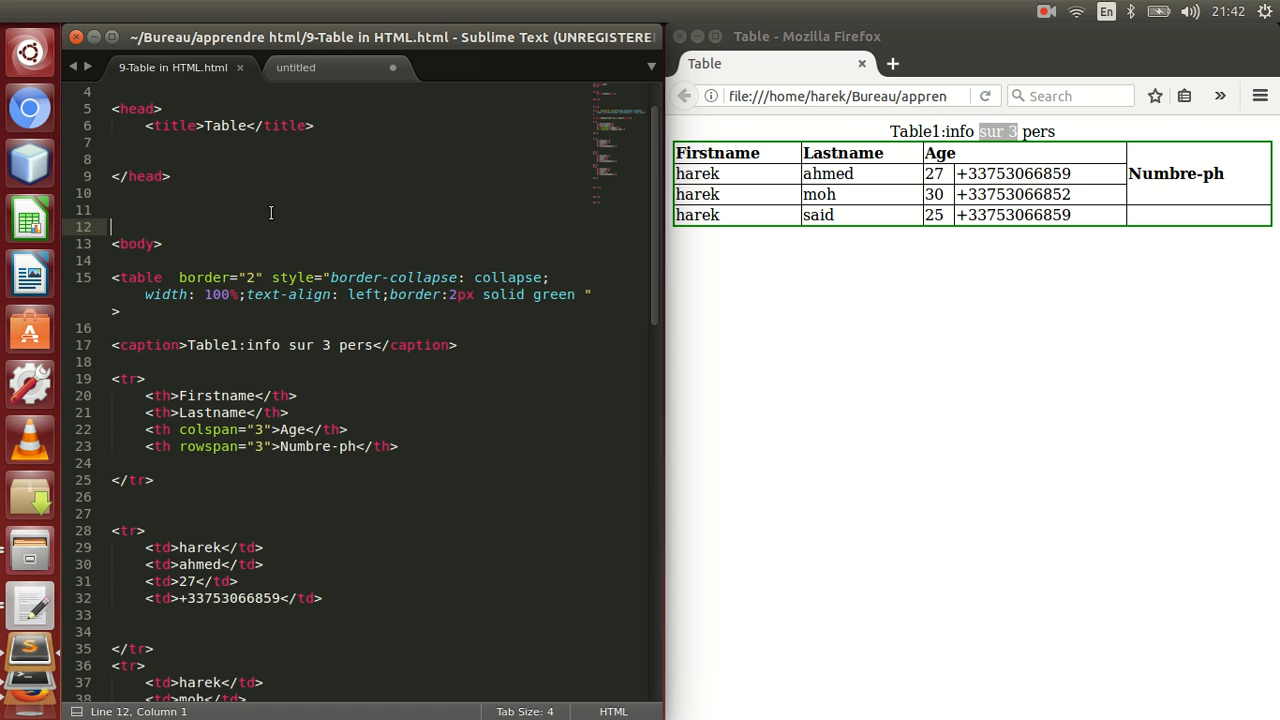 En
21:42
~/Bureau/apprendre html/9-Table in HTML.html - Sublime Text (UNREGISTERE
9-Table in HTML.html
untitled
4
5 <head>
6 <title>Table</title>
7
8
9 </head>
10
11
12
13 <body>
14
15 <table  border="2" style="border-collapse: collapse;
width: 100%;text-align: left;border:2px solid green "
>
16
17 <caption>Table1:info sur 3 pers</caption>
18
19 <tr>
20 <th>Firstname</th>
21 <th>Lastname</th>
22 <th colspan="3">Age</th>
23 <th rowspan="3">Numbre-ph</th>
24
25 </tr>
26
27
28 <tr>
29 <td>harek</td>
30 <td>ahmed</td>
31 <td>27</td>
32 <td>+33753066859</td>
33
34
35 </tr>
36 <tr>
37 <td>harek</td>
38 <td>moh</td>
Line 12, Column 1
Tab Size: 4
HTML
Table - Mozilla Firefox
Table
file:///home/harek/Bureau/appren
Search
Table1:info sur 3 pers
Firstname Lastname Age Numbre-ph
harek ahmed 27 +33753066859
harek moh 30 +33753066852
harek said 25 +33753066859